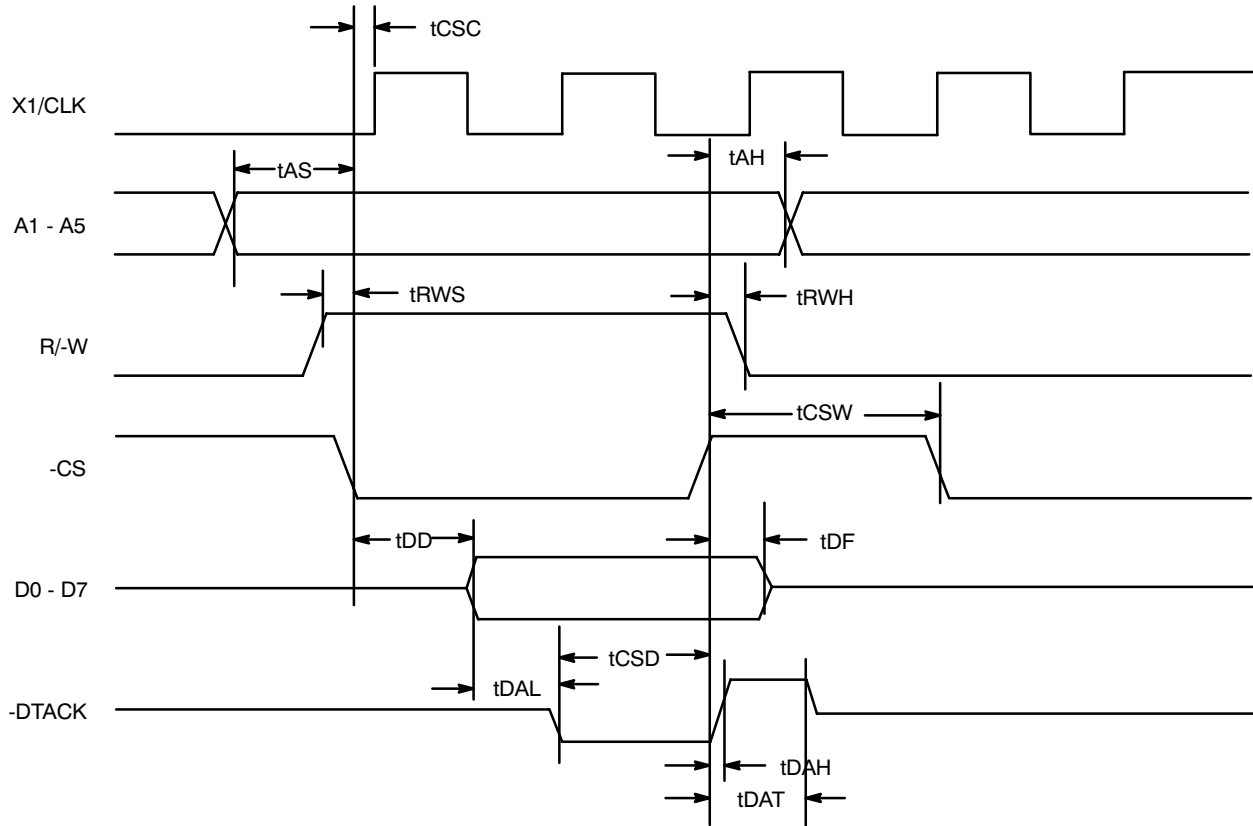 tCSC
X1/CLK
tAH
tAS
A1 - A5
tRWS
tRWH
R/-W
tCSW
-CS
tDD
tDF
D0 - D7
tCSD
tDAL
-DTACK
tDAH
tDAT